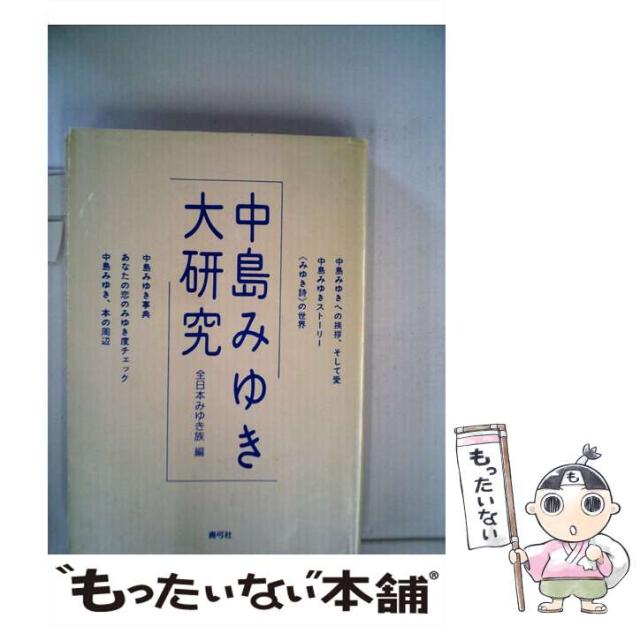 中島みゆきへの挨拶、そして愛
中島みゆきストーリー
〈みゆき詩〉の世界
中島みゆき
大研究
全日本みゆき族 編
中島みゆき事典
あなたの恋のみゆき度チェック
中島みゆき、本の周辺
青弓社
も
もったいない
"もったいない"本舗®